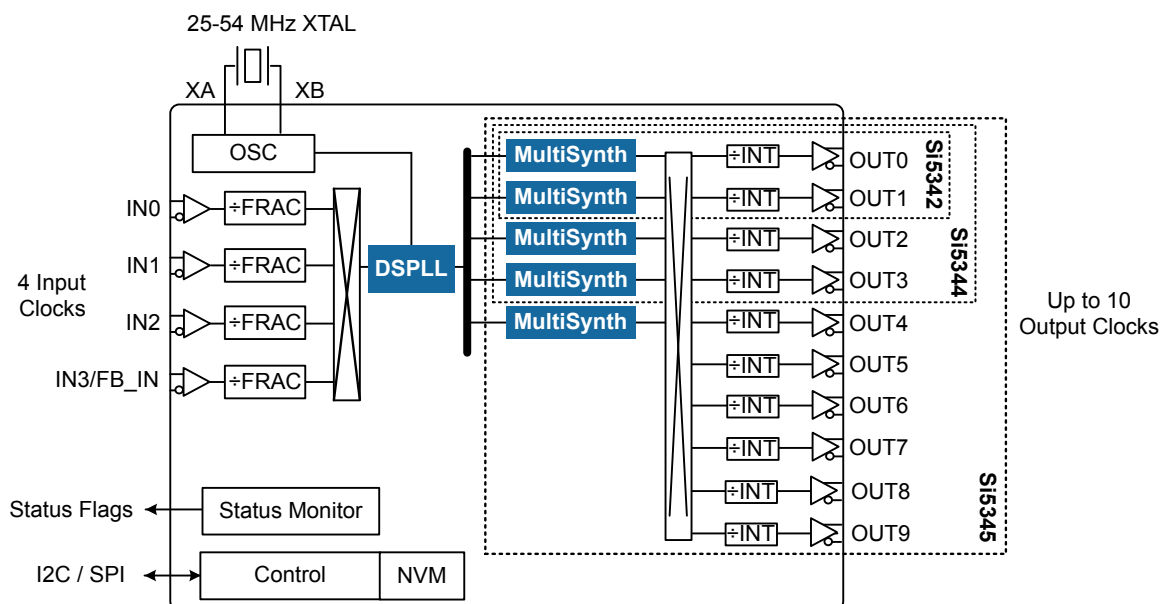 25-54 MHz XTAL
XA
XB
OSC
IN0
÷FRAC
IN1
÷FRAC
IN2
÷FRAC
IN3/FB_IN
÷FRAC
4 Input
Clocks
DSPLL
MultiSynth
÷INT
OUT0
MultiSynth
÷INT
OUT1
Si5342
MultiSynth
÷INT
OUT2
MultiSynth
÷INT
OUT3
Si5344
MultiSynth
÷INT
OUT4
÷INT
OUT5
÷INT
OUT6
÷INT
OUT7
÷INT
OUT8
÷INT
OUT9
Si5345
Up to 10
Output Clocks
Status Flags
Status Monitor
I2C / SPI
Control
NVM